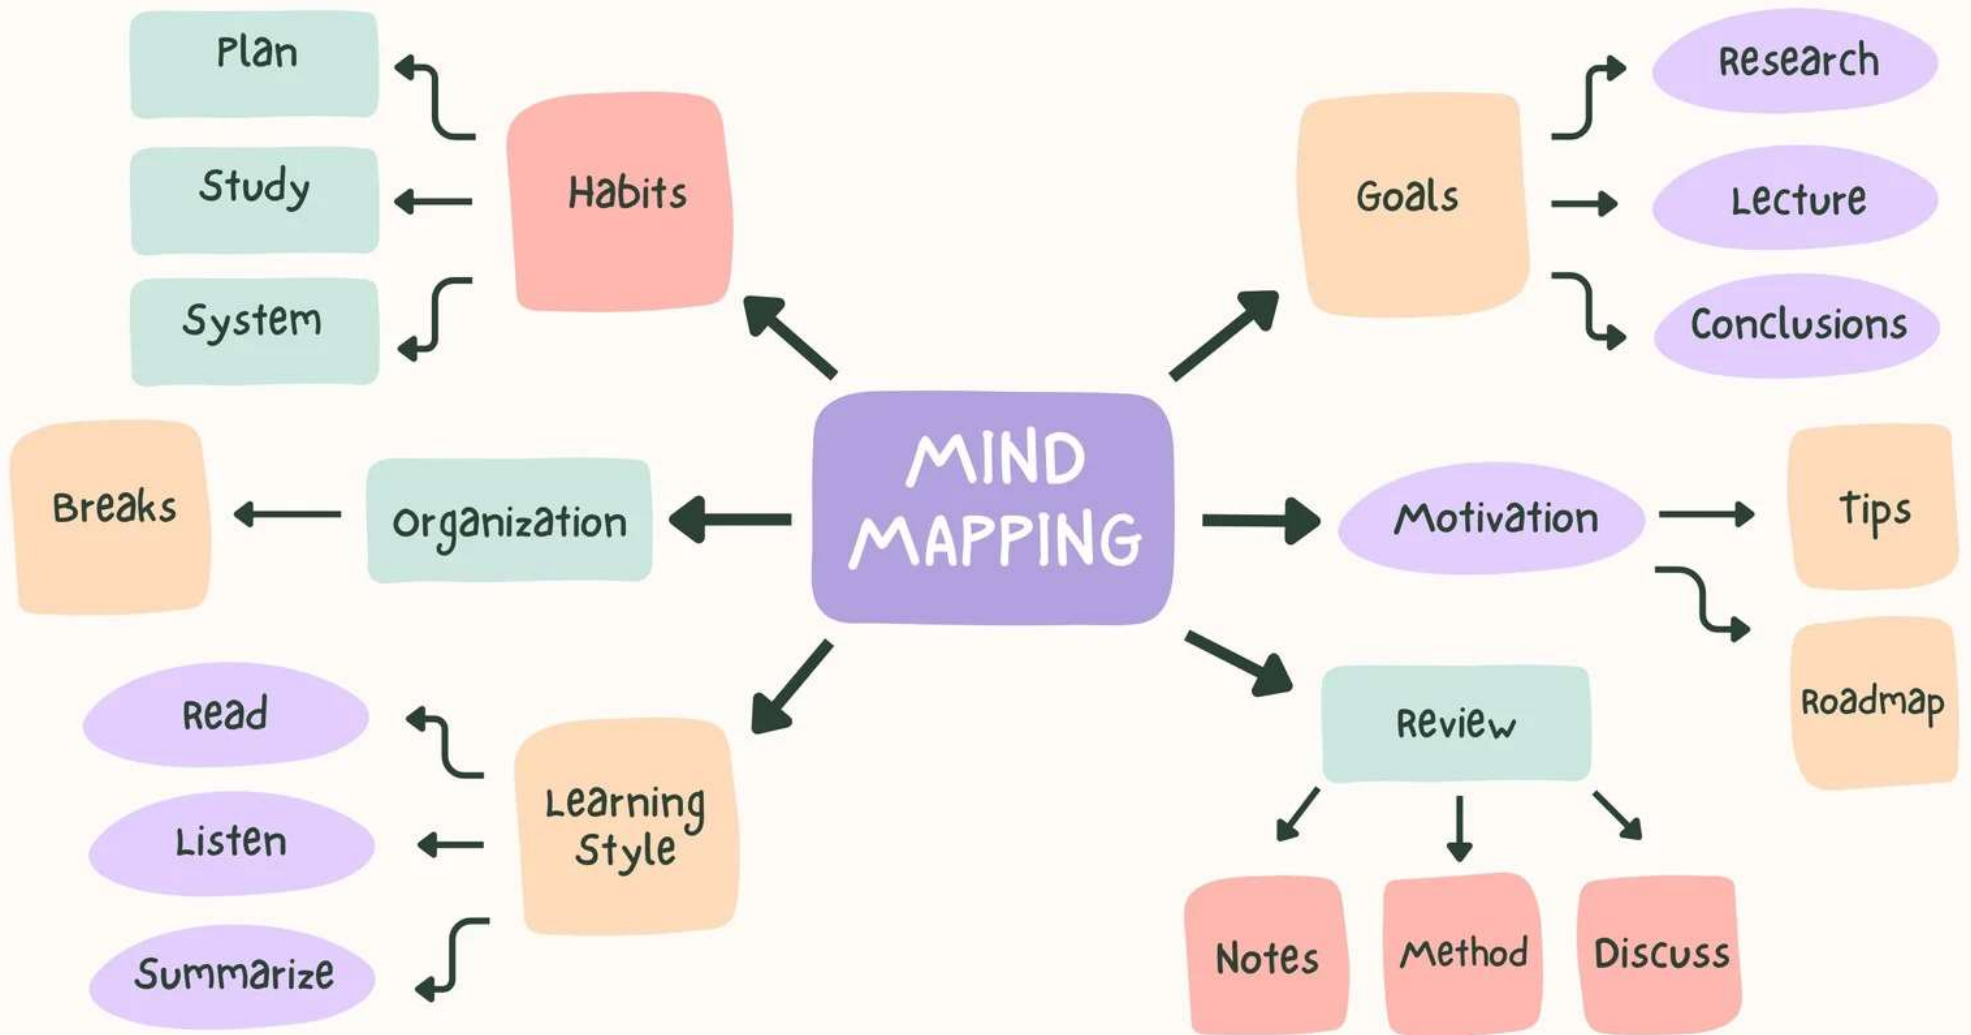 Plan
Study
System
Habits
Goals
Research
Lecture
Conclusions
MIND
MAPPING
Breaks
Organization
Motivation
Tips
Roadmap
Read
Listen
Summarize
Learning
Style
Review
Notes
Method
Discuss